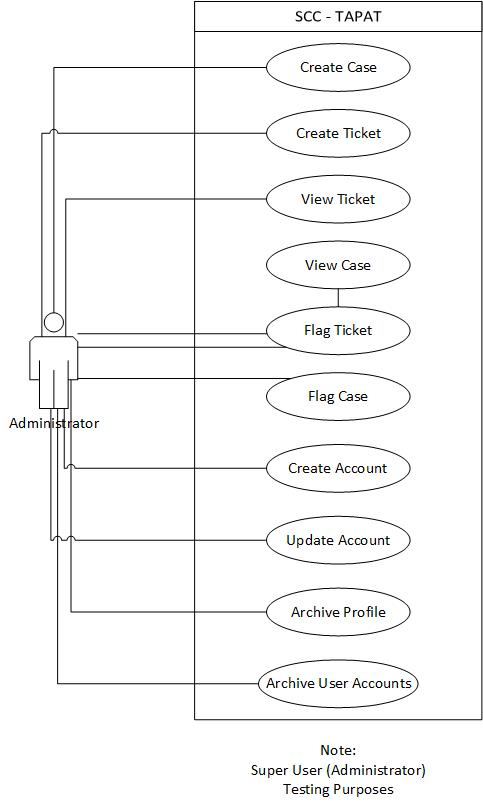 SCC - TAPAT
Create Case
Create Ticket
View Ticket
View Case
Flag Ticket
Flag Case
Administrator
Create Account
Update Account
Archive Profile
Archive User Accounts
Note:
Super User (Administrator)
Testing Purposes